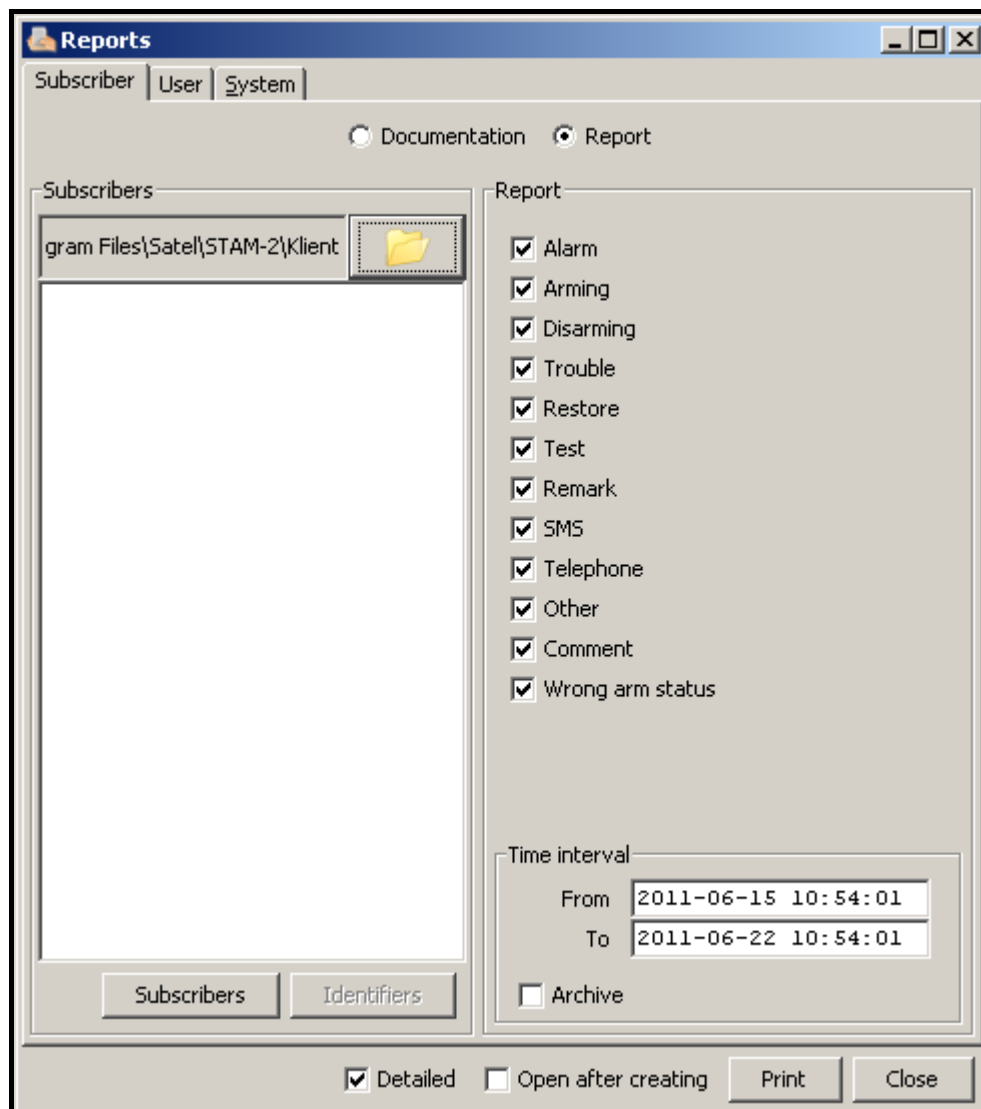 Reports
Subscriber User System
Documentation Report
Subscribers
gram Files\Satel\STAM-2\Klient
Subscribers Identifiers
Report
Alarm
Arming
Disarming
Trouble
Restore
Test
Remark
SMS
Telephone
Other
Comment
Wrong arm status
Time interval
From 2011-06-15 10:54:01
To 2011-06-22 10:54:01
Archive
Detailed Open after creating Print Close